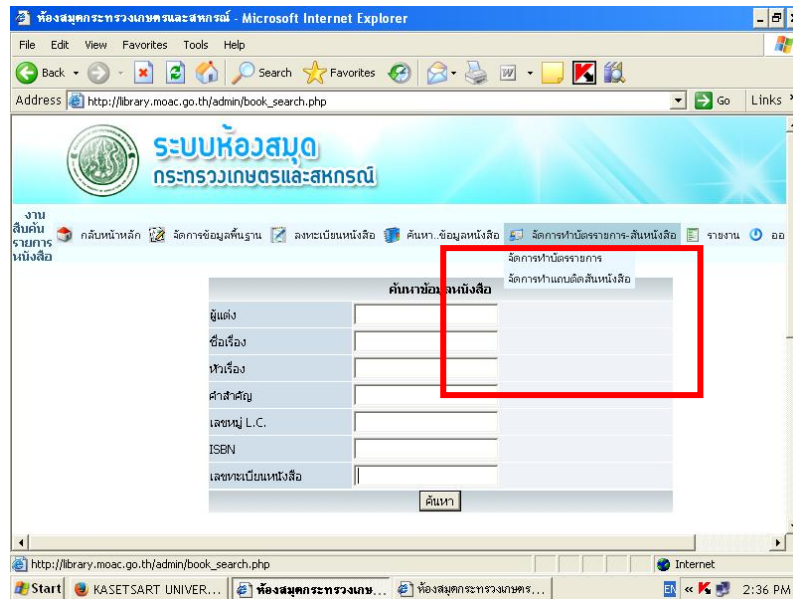 ห้องสมุดกระทรวงเกษตรและสหกรณ์ - Microsoft Internet Explorer
File Edit View Favorites Tools Help
Back Search Favorites
Address http://library.moac.go.th/admin/book_search.php Go Links
ระบบห้องสมุด
กระทรวงเกษตรและสหกรณ์
งาน
สืบค้น
รายการ
หนังสือ
กลับหน้าหลัก จัดการข้อมูลพื้นฐาน ลงทะเบียนหนังสือ ค้นหา..ข้อมูลหนังสือ จัดการทำบัตรรายการ-สันหนังสือ รายงาน ออ
จัดการทำบัตรรายการ
จัดการทำแถบติดสันหนังสือ
ค้นหาข้อมูลหนังสือ
ผู้แต่ง
ชื่อเรื่อง
หัวเรื่อง
คำสำคัญ
เลขหมู่ L.C.
ISBN
เลขทะเบียนหนังสือ
ค้นหา
http://library.moac.go.th/admin/book_search.php Internet
Start KASETSART UNIVER... ห้องสมุดกระทรวงเกษ... ห้องสมุดกระทรวงเกษตร... EN 2:36 PM